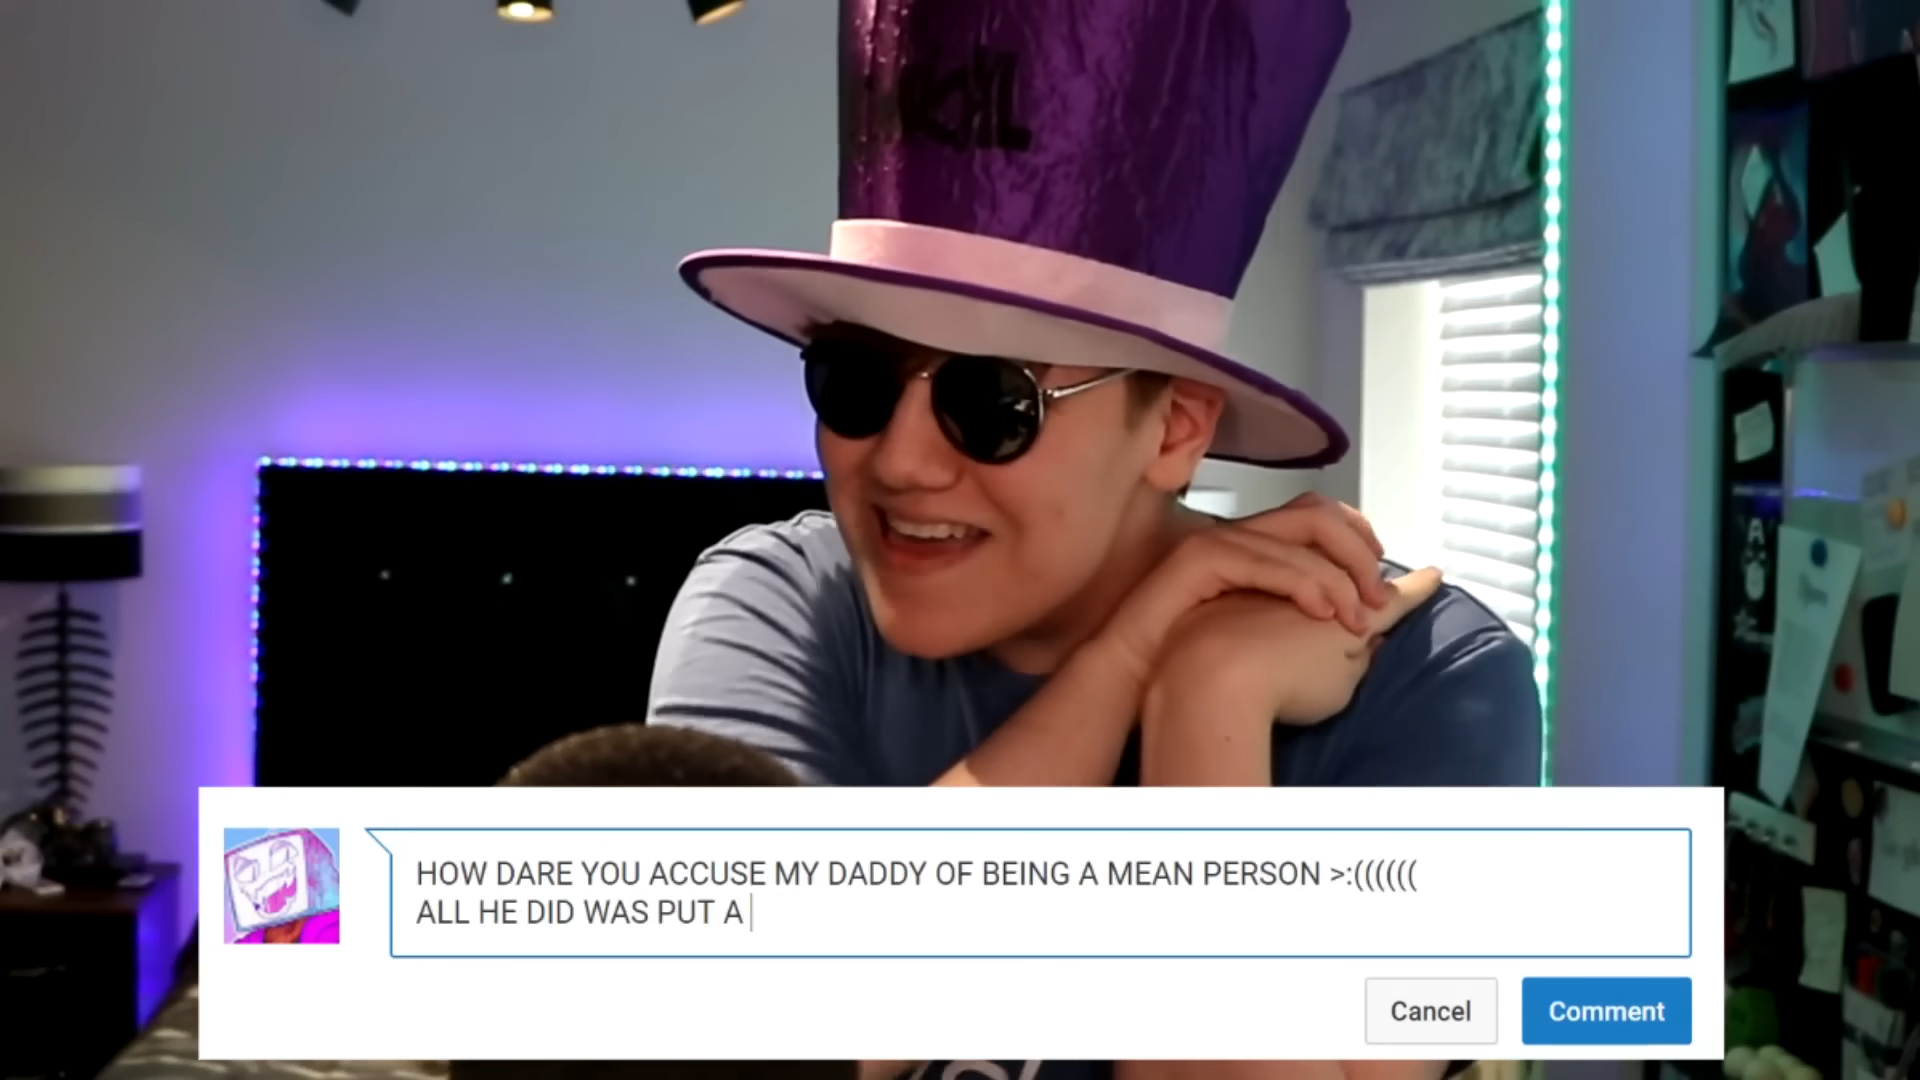 HOW DARE YOU ACCUSE MY DADDY OF BEING A MEAN PERSON >:((((((
ALL HE DID WAS PUT A
Cancel
Comment